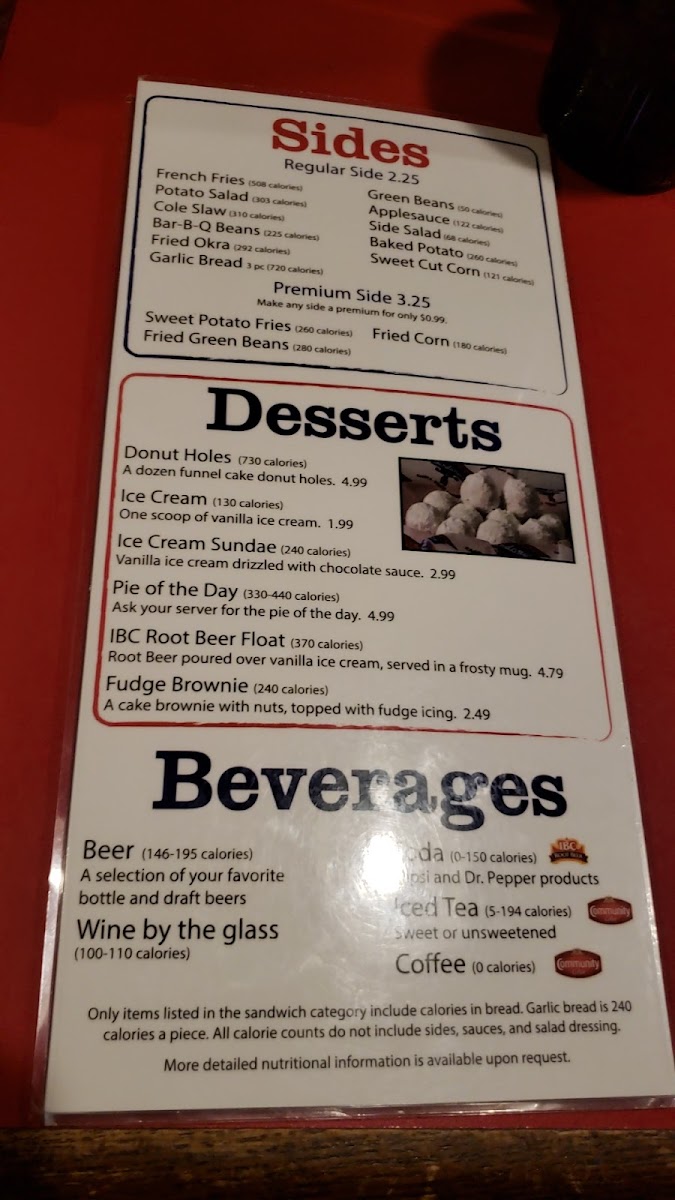 Sides
Regular Side 2.25
French Fries (508 calories)
Potato Salad (303 calories)
Cole Slaw (310 calories)
Bar-B-Q Beans (225 calories)
Fried Okra (292 calories)
Garlic Bread 3 pc (720 calories)
Green Beans (50 calories)
Applesauce (122 calories)
Side Salad (68 calories)
Baked Potato (260 calories)
Sweet Cut Corn (121 calories)
Premium Side 3.25
Make any side a premium for only $0.99.
Sweet Potato Fries (260 calories)
Fried Green Beans (280 calories)
Fried Corn (180 calories)
Desserts
Donut Holes (730 calories)
A dozen funnel cake donut holes. 4.99
Ice Cream (130 calories)
One scoop of vanilla ice cream. 1.99
Ice Cream Sundae (240 calories)
Vanilla ice cream drizzled with chocolate sauce. 2.99
Pie of the Day (330-440 calories)
Ask your server for the pie of the day. 4.99
IBC Root Beer Float (370 calories)
Root Beer poured over vanilla ice cream, served in a frosty mug. 4.79
Fudge Brownie (240 calories)
A cake brownie with nuts, topped with fudge icing. 2.49
Beverages
Beer (146-195 calories)
A selection of your favorite
bottle and draft beers
Wine by the glass
(100-110 calories)
(0-150 calories) IBC ROOT BEER
and Dr. Pepper products
Iced Tea (5-194 calories) Community
sweet or unsweetened
Coffee (0 calories) Community
Only items listed in the sandwich category include calories in bread. Garlic bread is 240
calories a piece. All calorie counts do not include sides, sauces, and salad dressing.
More detailed nutritional information is available upon request.